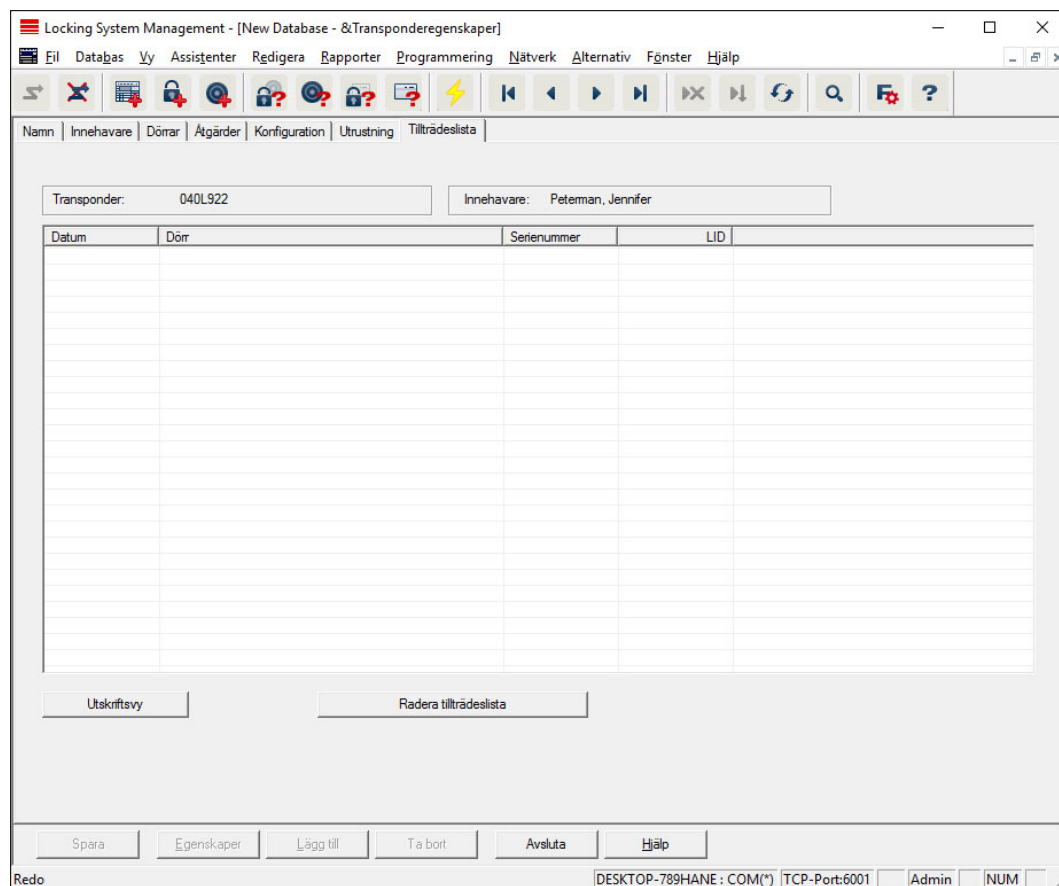 Locking System Management - [New Database - &Transponderegenskaper]
Fil Databas Vy Assistenter Redigera Rapporter Programmering Nätverk Alternativ Fönster Hjälp
Namn Innehavare Dörrar Åtgärder Konfiguration Utrustning Tillträdeslista
Transponder: 040L922 Innehavare: Peterman, Jennifer
Datum Dörr Serienummer LID
Utskriftsvy Radera tillträdeslista
Spara Egenskaper Lägg till Ta bort Avsluta Hjälp
Redo DESKTOP-789HANE : COM(*) TCP-Port:6001 Admin NUM